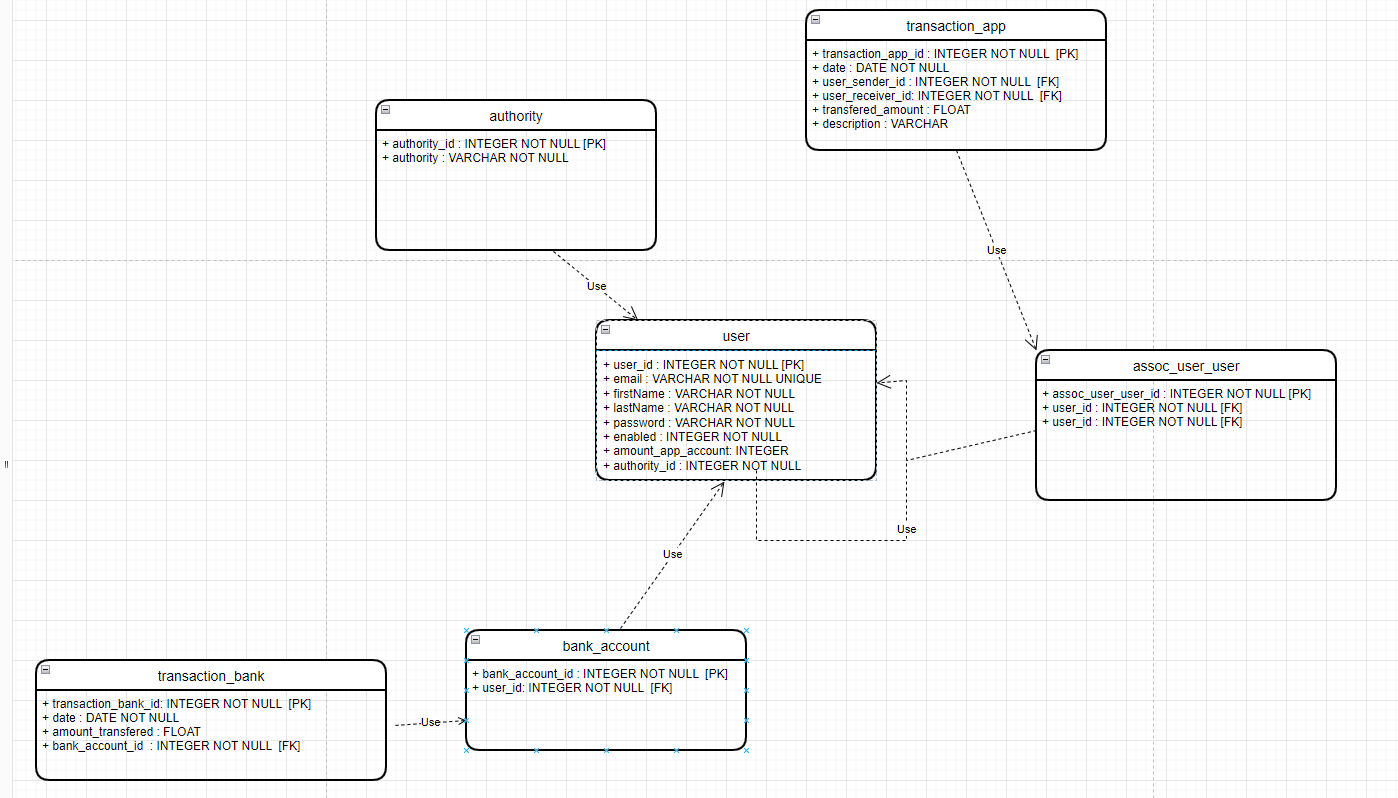 transaction_app
+ transaction_app_id : INTEGER NOT NULL  [PK]
+ date : DATE NOT NULL
+ user_sender_id : INTEGER NOT NULL  [FK]
+ user_receiver_id: INTEGER NOT NULL  [FK]
+ transfered_amount : FLOAT
+ description : VARCHAR
authority
+ authority_id : INTEGER NOT NULL [PK]
+ authority : VARCHAR NOT NULL
Use
Use
user
+ user_id : INTEGER NOT NULL [PK]
+ email : VARCHAR NOT NULL UNIQUE
+ firstName : VARCHAR NOT NULL
+ lastName : VARCHAR NOT NULL
+ password : VARCHAR NOT NULL
+ enabled : INTEGER NOT NULL
+ amount_app_account: INTEGER
+ authority_id : INTEGER NOT NULL
assoc_user_user
+ assoc_user_user_id : INTEGER NOT NULL [PK]
+ user_id : INTEGER NOT NULL [FK]
+ user_id : INTEGER NOT NULL [FK]
Use
Use
bank_account
+ bank_account_id : INTEGER NOT NULL  [PK]
+ user_id: INTEGER NOT NULL  [FK]
transaction_bank
+ transaction_bank_id: INTEGER NOT NULL  [PK]
+ date : DATE NOT NULL
+ amount_transfered : FLOAT
+ bank_account_id  : INTEGER NOT NULL  [FK]
Use